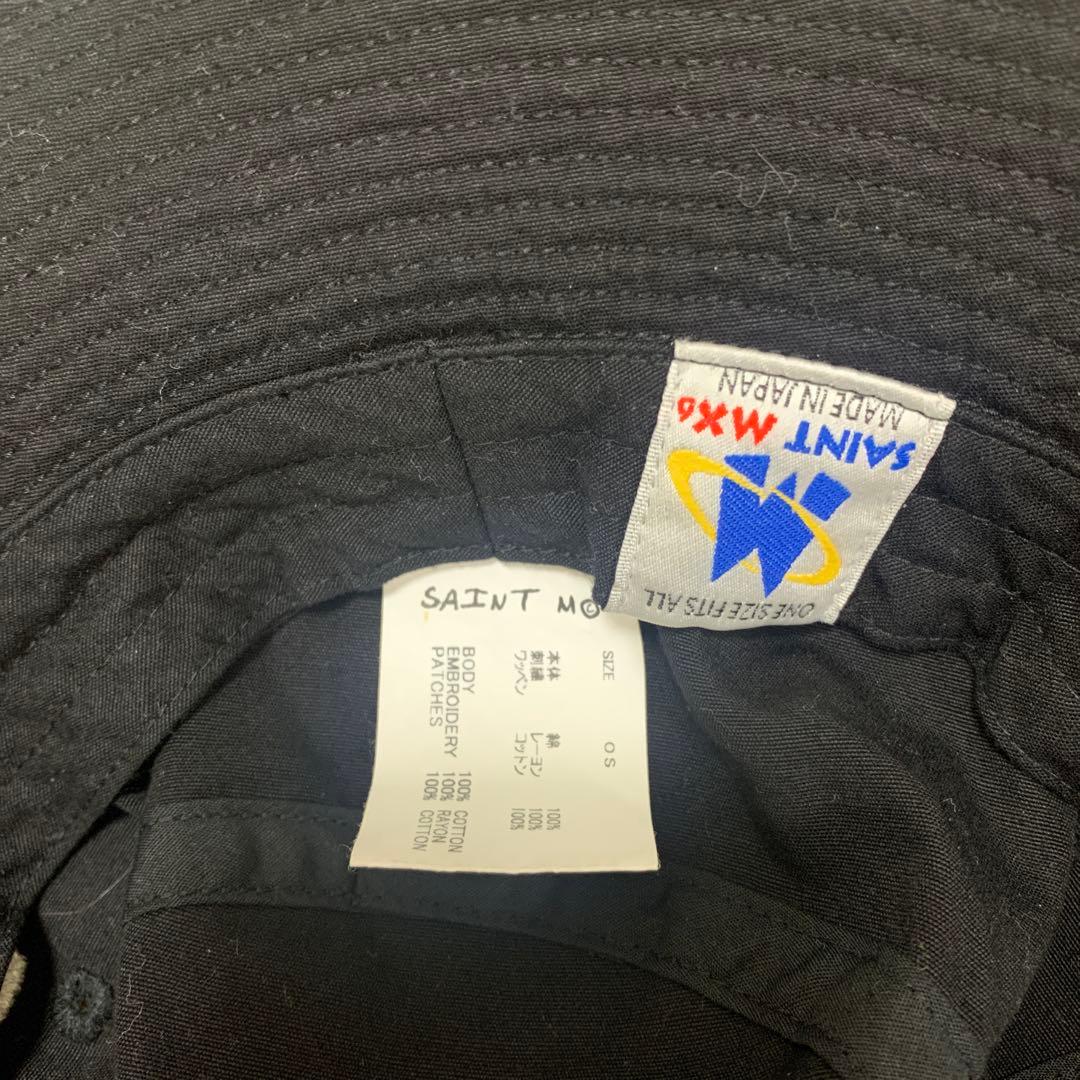 MADE IN JAPAN
SAINT
MX6
ONE SIZE FITS ALL
SAINT M©
SIZE OS
本体 綿 100%
刺繍 レーヨン 100%
ワッペン コットン 100%
BODY 100% COTTON
EMBROIDERY 100% RAYON
PATCHES 100% COTTON